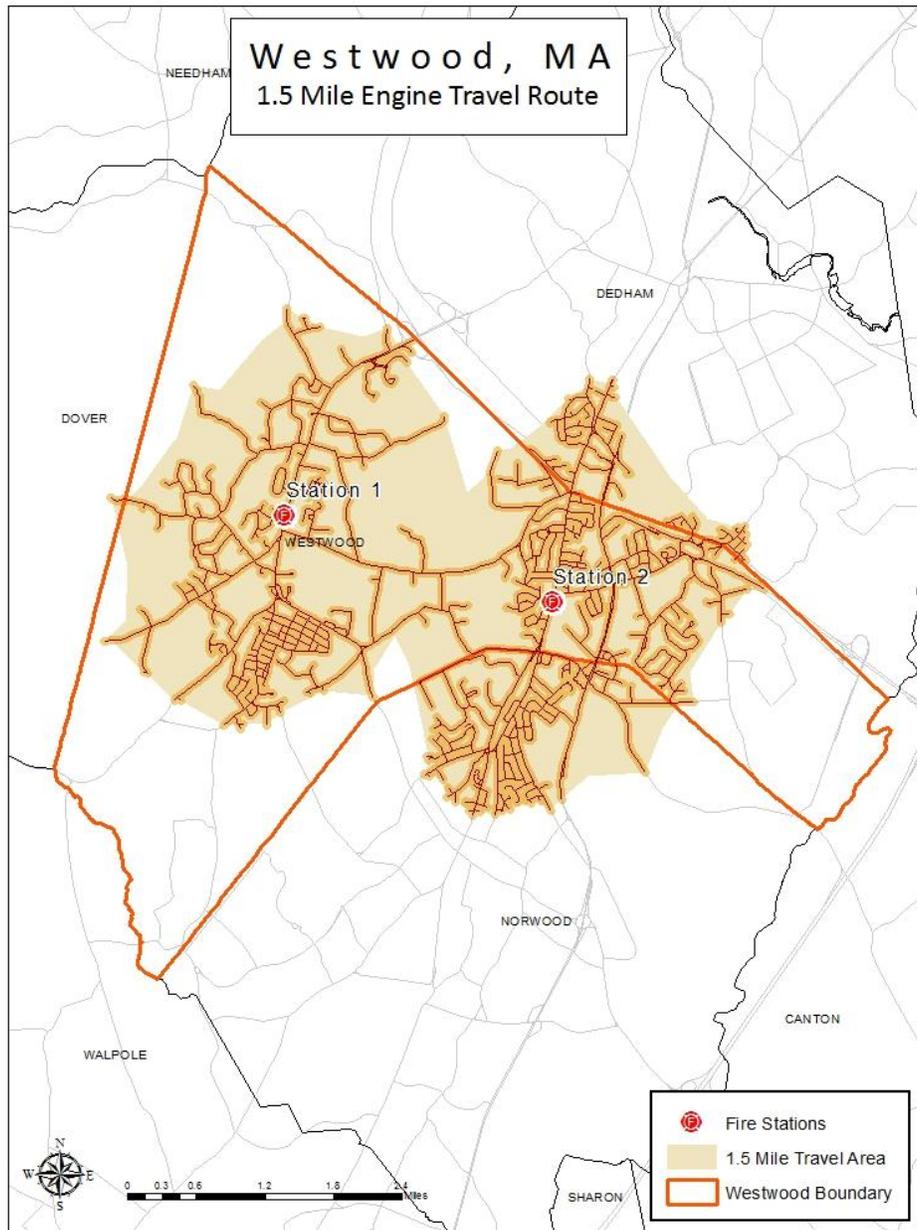 Westwood, MA
1.5 Mile Engine Travel Route
NEEDHAM
DEDHAM
DOVER
Station 1
WESTWOOD
Station 2
NORWOOD
CANTON
WALPOLE
SHARON
N
W E
S
0 0.3 0.6 1.2 1.8 2.4
Miles
F Fire Stations
1.5 Mile Travel Area
Westwood Boundary